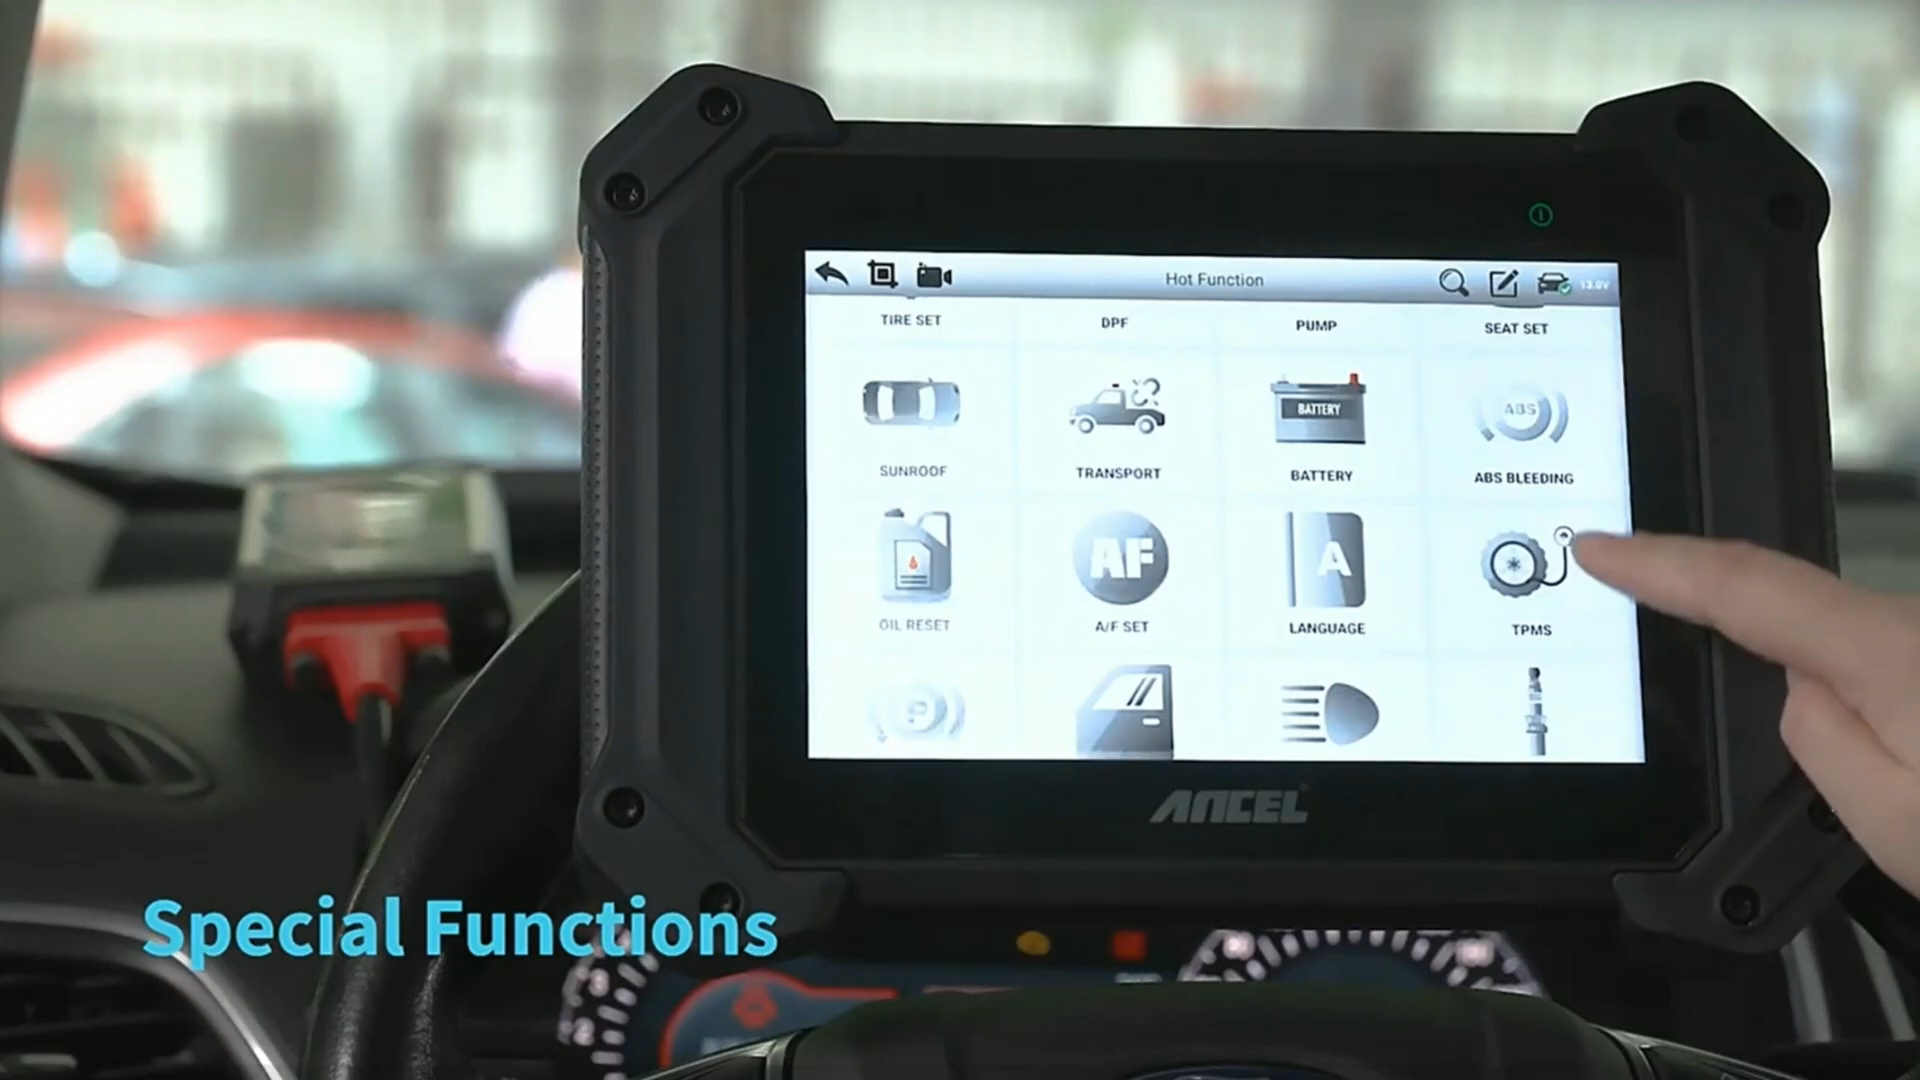 Hot Function
13.0V
TIRE SET
DPF
PUMP
SEAT SET
BATTERY
ABS
SUNROOF
TRANSPORT
BATTERY
ABS BLEEDING
AF
A
OIL RESET
A/F SET
LANGUAGE
TPMS
P
ANCEL
Special Functions